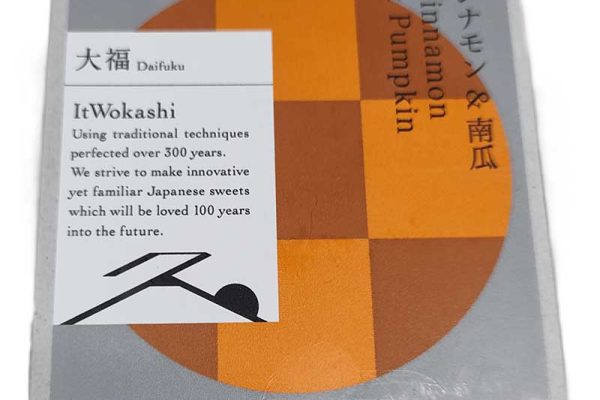 大福 Daifuku
ItWokashi
Using traditional techniques
perfected over 300 years.
We strive to make innovative
yet familiar Japanese sweets
which will be loved 100 years
into the future.
ナモン & 南瓜
innamon
Pumpkin